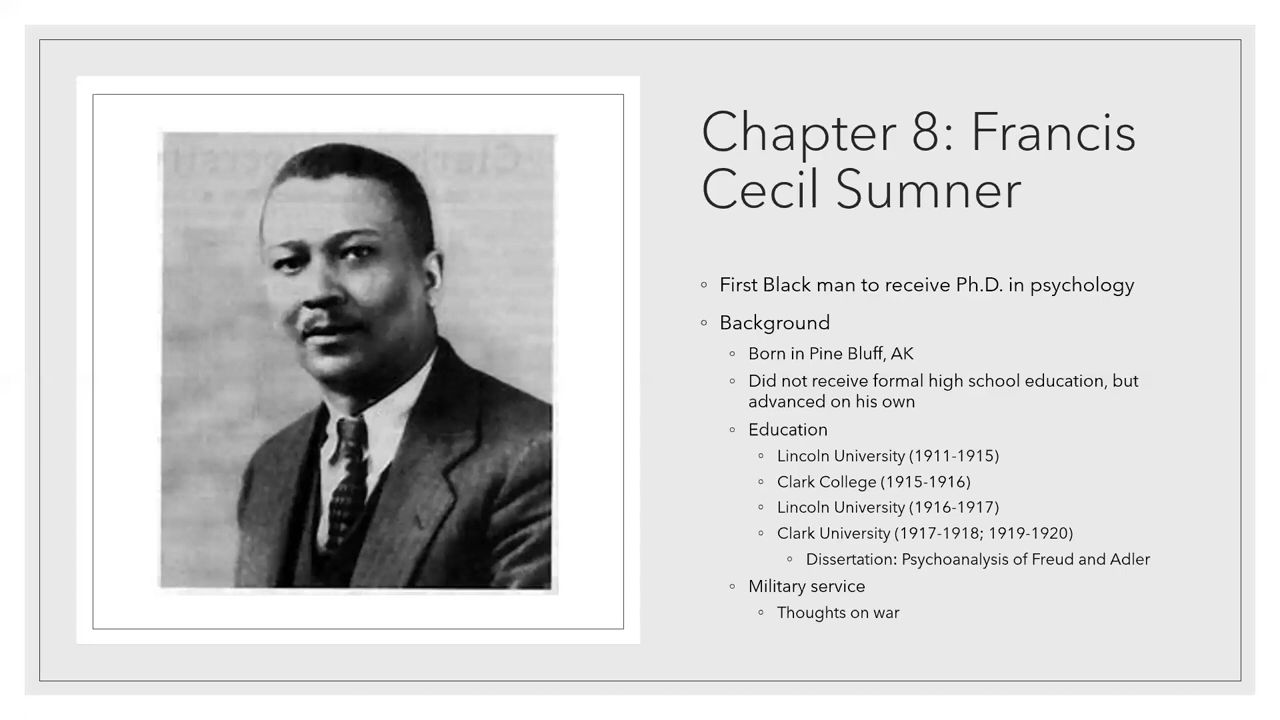 Chapter 8: Francis
Cecil Sumner
◦ First Black man to receive Ph.D. in psychology
◦ Background
◦ Born in Pine Bluff, AK
◦ Did not receive formal high school education, but
advanced on his own
◦ Education
◦ Lincoln University (1911-1915)
◦ Clark College (1915-1916)
◦ Lincoln University (1916-1917)
◦ Clark University (1917-1918; 1919-1920)
◦ Dissertation: Psychoanalysis of Freud and Adler
◦ Military service
◦ Thoughts on war